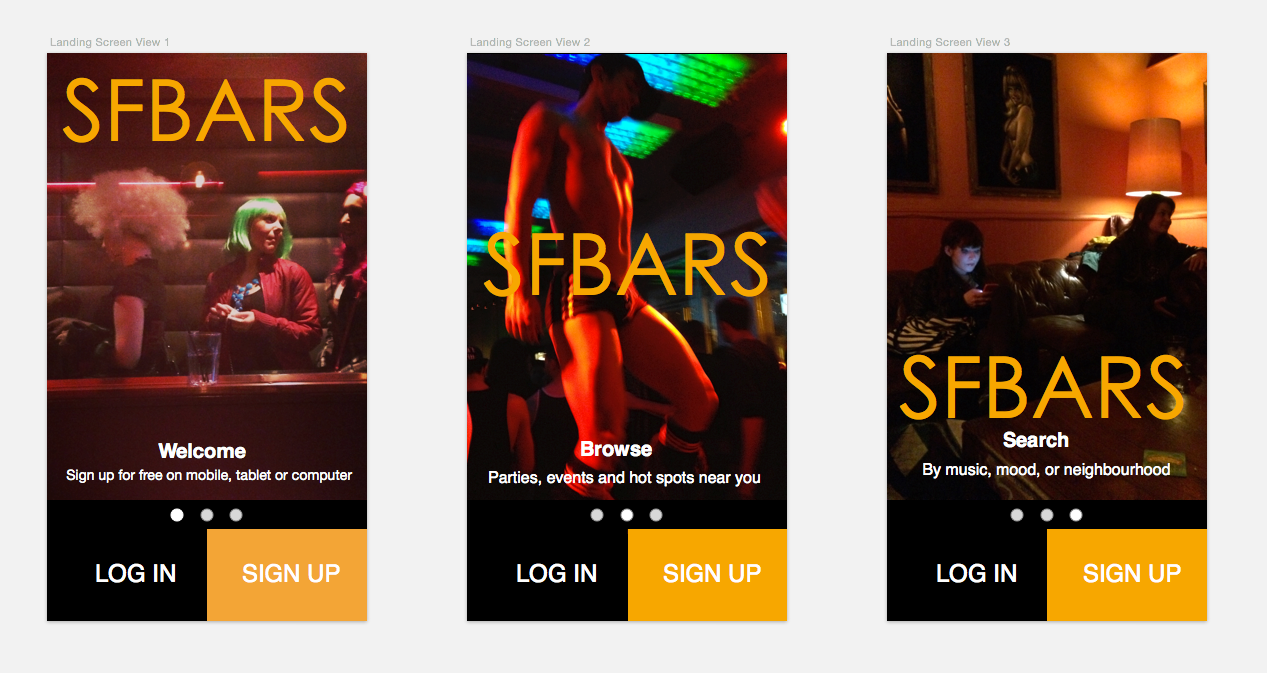 Landing Screen View 1
SFBARS
Welcome
Sign up for free on mobile, tablet or computer
LOG IN
SIGN UP
Landing Screen View 2
SFBARS
Browse
Parties, events and hot spots near you
LOG IN
SIGN UP
Landing Screen View 3
SFBARS
Search
By music, mood, or neighbourhood
LOG IN
SIGN UP